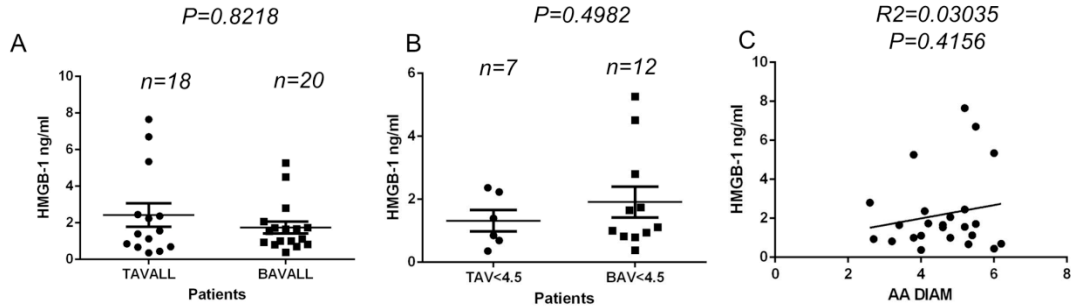 P=0.8218
A
n=18 n=20
HMGB-1 ng/ml
10
8
6
4
2
0
TAVALL BAVALL
Patients
P=0.4982
B
n=7 n=12
HMGB-1 ng/ml
6
4
2
0
TAV<4.5 BAV<4.5
Patients
R2=0.03035
P=0.4156
C
HMGB-1 ng/ml
10
8
6
4
2
0
0 2 4 6 8
AA DIAM